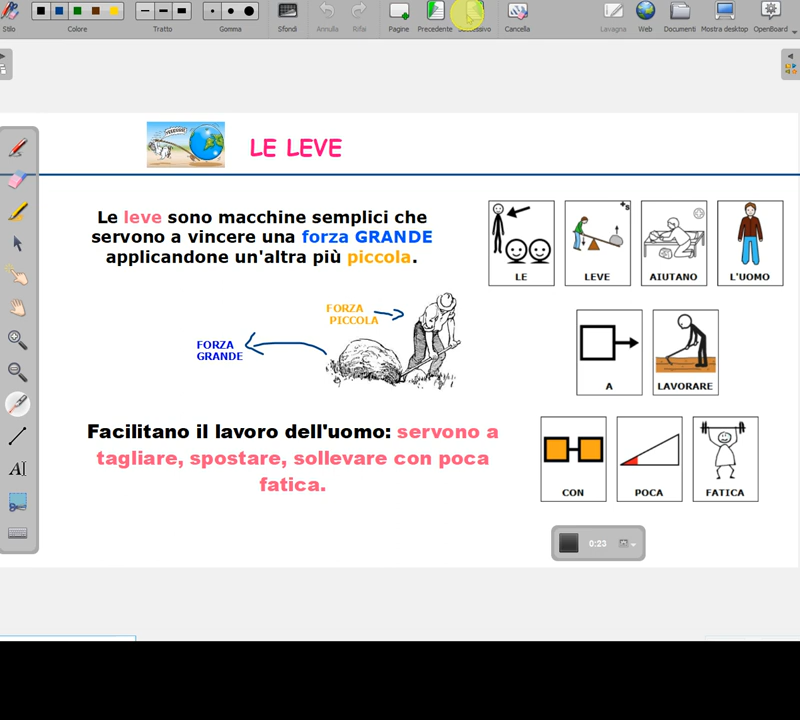 Stilo
Colore
Tratto
Gomma
Sfondi
Annulla
Rifai
Pagine
Precedente
Successivo
Cancella
Lavagna
Web
Documenti
Mostra desktop
OpenBoard
LE LEVE
Le leve sono macchine semplici che
servono a vincere una forza GRANDE
applicandone un'altra più piccola.
FORZA
PICCOLA
FORZA
GRANDE
Facilitano il lavoro dell'uomo: servono a
tagliare, spostare, sollevare con poca
fatica.
LE
LEVE
AIUTANO
L'UOMO
A
LAVORARE
CON
POCA
FATICA
0:23